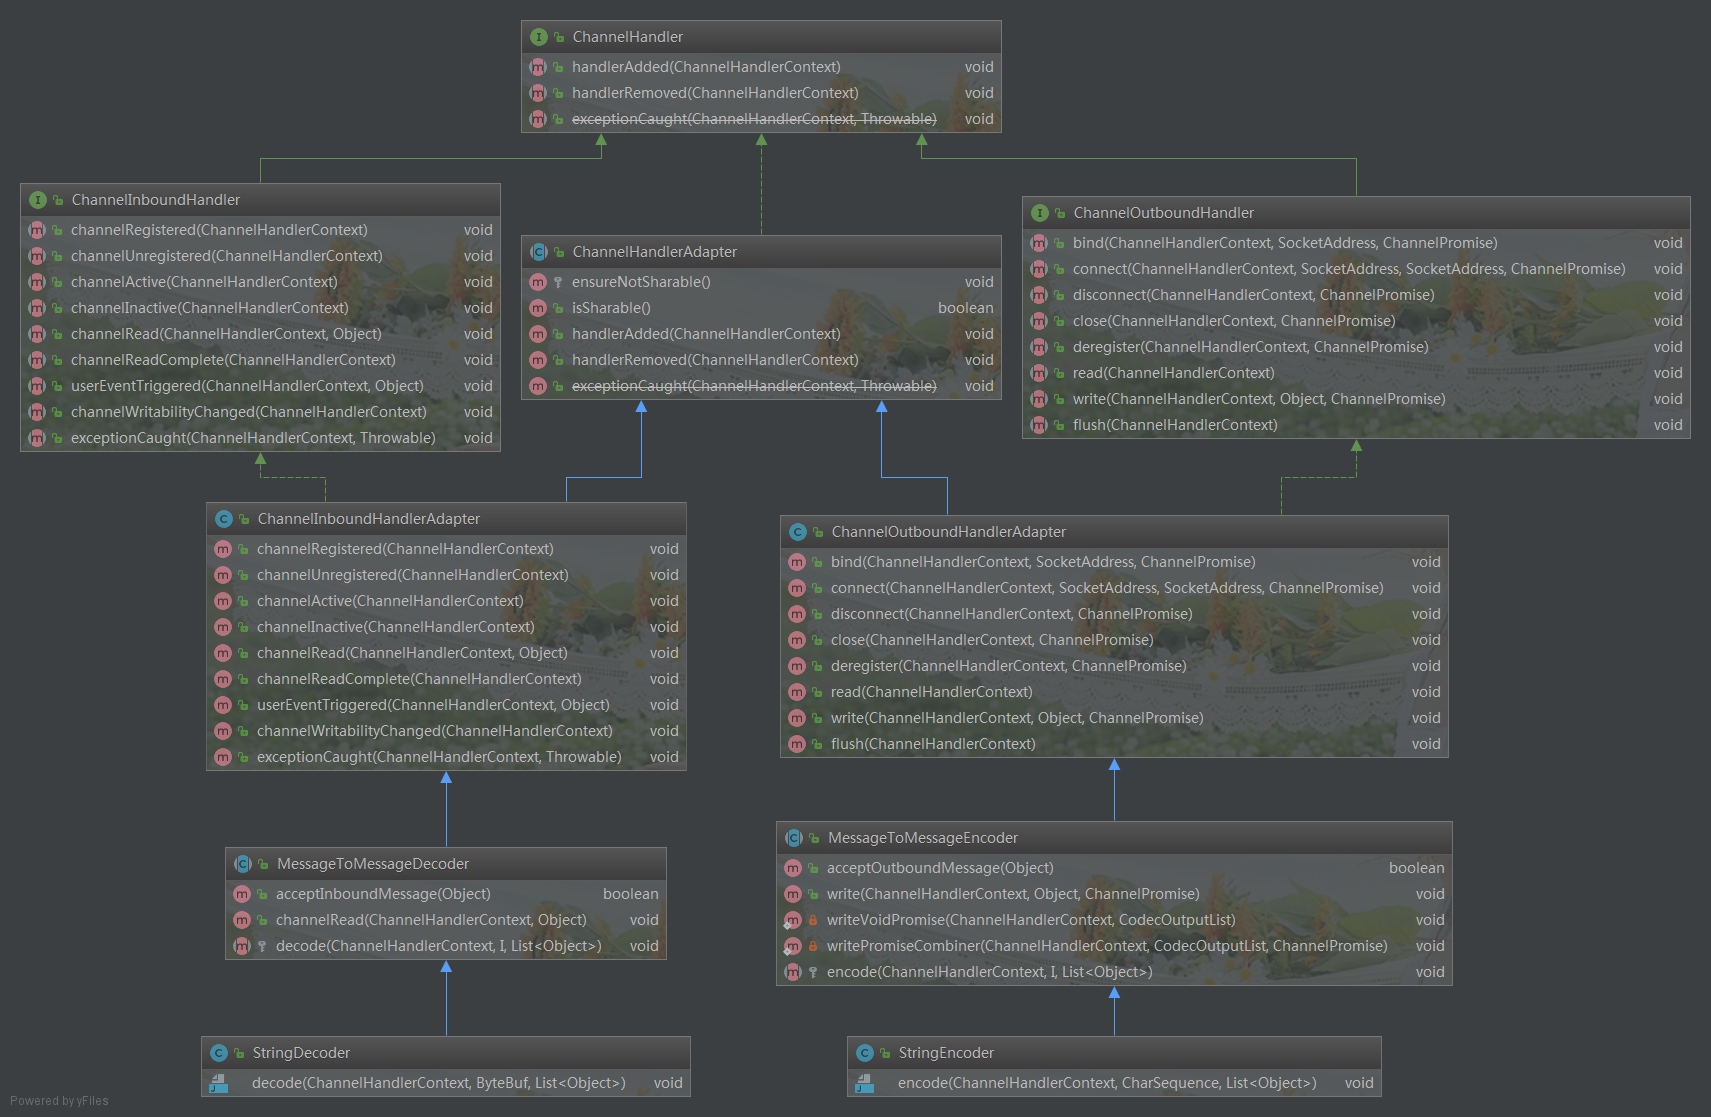 ChannelHandler
handlerAdded(ChannelHandlerContext) void
handlerRemoved(ChannelHandlerContext) void
exceptionCaught(ChannelHandlerContext, Throwable) void
ChannelInboundHandler
channelRegistered(ChannelHandlerContext) void
channelUnregistered(ChannelHandlerContext) void
channelActive(ChannelHandlerContext) void
channelInactive(ChannelHandlerContext) void
channelRead(ChannelHandlerContext, Object) void
channelReadComplete(ChannelHandlerContext) void
userEventTriggered(ChannelHandlerContext, Object) void
channelWritabilityChanged(ChannelHandlerContext) void
exceptionCaught(ChannelHandlerContext, Throwable) void
ChannelHandlerAdapter
ensureNotSharable() void
isSharable() boolean
handlerAdded(ChannelHandlerContext) void
handlerRemoved(ChannelHandlerContext) void
exceptionCaught(ChannelHandlerContext, Throwable) void
ChannelOutboundHandler
bind(ChannelHandlerContext, SocketAddress, ChannelPromise) void
connect(ChannelHandlerContext, SocketAddress, SocketAddress, ChannelPromise) void
disconnect(ChannelHandlerContext, ChannelPromise) void
close(ChannelHandlerContext, ChannelPromise) void
deregister(ChannelHandlerContext, ChannelPromise) void
read(ChannelHandlerContext) void
write(ChannelHandlerContext, Object, ChannelPromise) void
flush(ChannelHandlerContext) void
ChannelInboundHandlerAdapter
channelRegistered(ChannelHandlerContext) void
channelUnregistered(ChannelHandlerContext) void
channelActive(ChannelHandlerContext) void
channelInactive(ChannelHandlerContext) void
channelRead(ChannelHandlerContext, Object) void
channelReadComplete(ChannelHandlerContext) void
userEventTriggered(ChannelHandlerContext, Object) void
channelWritabilityChanged(ChannelHandlerContext) void
exceptionCaught(ChannelHandlerContext, Throwable) void
ChannelOutboundHandlerAdapter
bind(ChannelHandlerContext, SocketAddress, ChannelPromise) void
connect(ChannelHandlerContext, SocketAddress, SocketAddress, ChannelPromise) void
disconnect(ChannelHandlerContext, ChannelPromise) void
close(ChannelHandlerContext, ChannelPromise) void
deregister(ChannelHandlerContext, ChannelPromise) void
read(ChannelHandlerContext) void
write(ChannelHandlerContext, Object, ChannelPromise) void
flush(ChannelHandlerContext) void
MessageToMessageDecoder
acceptInboundMessage(Object) boolean
channelRead(ChannelHandlerContext, Object) void
decode(ChannelHandlerContext, I, List<Object>) void
MessageToMessageEncoder
acceptOutboundMessage(Object) boolean
write(ChannelHandlerContext, Object, ChannelPromise) void
writeVoidPromise(ChannelHandlerContext, CodecOutputList) void
writePromiseCombiner(ChannelHandlerContext, CodecOutputList, ChannelPromise) void
encode(ChannelHandlerContext, I, List<Object>) void
StringDecoder
decode(ChannelHandlerContext, ByteBuf, List<Object>) void
StringEncoder
encode(ChannelHandlerContext, CharSequence, List<Object>) void
Powered by yFiles